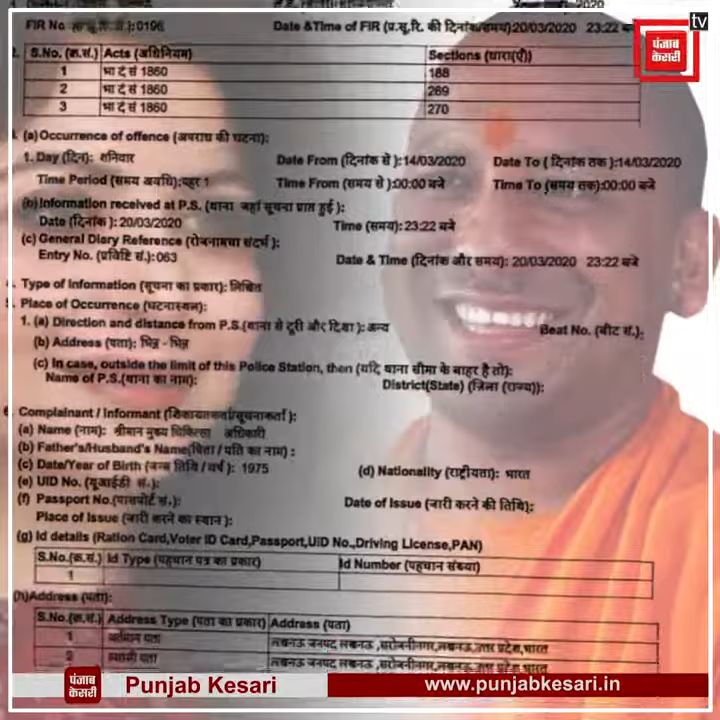 2020
FIR No. :0196 Date &Time of FIR (प्र.सू.रि. की दिनांक/समय)20/03/2020 23:22 बजे
tv
पंजाब
केसरी
2. S.No. (क्र.सं.) Acts (अधिनियम) Sections (धारा(एँ))
1 भा दं सं 1860 188
2 भा दं सं 1860 269
3 भा दं सं 1860 270
(a)Occurrence of offence (अपराध की घटना):
1. Day (दिन): शनिवार Date From (दिनांक से ):14/03/2020 Date To ( दिनांक तक ):14/03/2020
Time Period (समय अवधि):पहर 1 Time From (समय से ):00:00 बजे Time To (समय तक):00:00 बजे
(b)Information received at P.S. (थाना जहां सूचना प्राप्त हुई ):
Date (दिनांक ): 20/03/2020 Time (समय): 23:22 बजे
(c) General Diary Reference (रोजनामचा संदर्भ ):
Entry No. (प्रविष्टि सं.): 063 Date & Time (दिनांक और समय): 20/03/2020 23:22 बजे
Type of Information (सूचना का प्रकार): लिखित
Place of Occurrence (घटनास्थल):
1. (a) Direction and distance from P.S.(थाना से दूरी और दिशा ): अन्य Beat No. (बीट सं.):
(b) Address (पता): भिन्न - भिन्न
(c) In case, outside the limit of this Police Station, then (यदि थाना सीमा के बाहर है तो):
Name of P.S.(थाना का नाम): District(State) (जिला (राज्य)):
Complainant / Informant (शिकायतकर्ता/सूचनाकर्ता ):
(a) Name (नाम): श्रीमान मुख्य चिकित्सा अधिकारी
(b) Father's/Husband's Name(पिता / पति का नाम) :
(c) Date/Year of Birth (जन्म तिथि / वर्ष ): 1975 (d) Nationality (राष्ट्रीयता): भारत
(e) UID No. (यूआईडी सं.):
(f) Passport No.(पासपोर्ट सं.): Date of Issue (जारी करने की तिथि):
Place of Issue (जारी करने का स्थान ):
(g) Id details (Ration Card,Voter ID Card,Passport,UID No.,Driving License,PAN)
S.No.(क्र.सं.) Id Type (पहचान पत्र का प्रकार) Id Number (पहचान संख्या)
1
(h)Address (पता):
S.No.(क्र.सं.) Address Type (पता का प्रकार) Address (पता)
1 वर्तमान पता लखनऊ जनपद लखनऊ ,सरोजनीनगर,लखनऊ,उत्तर प्रदेश,भारत
2 स्थायी पता लखनऊ जनपद लखनऊ ,सरोजनीनगर,लखनऊ,उत्तर प्रदेश,भारत
पंजाब
केसरी
Punjab Kesari www.punjabkesari.in